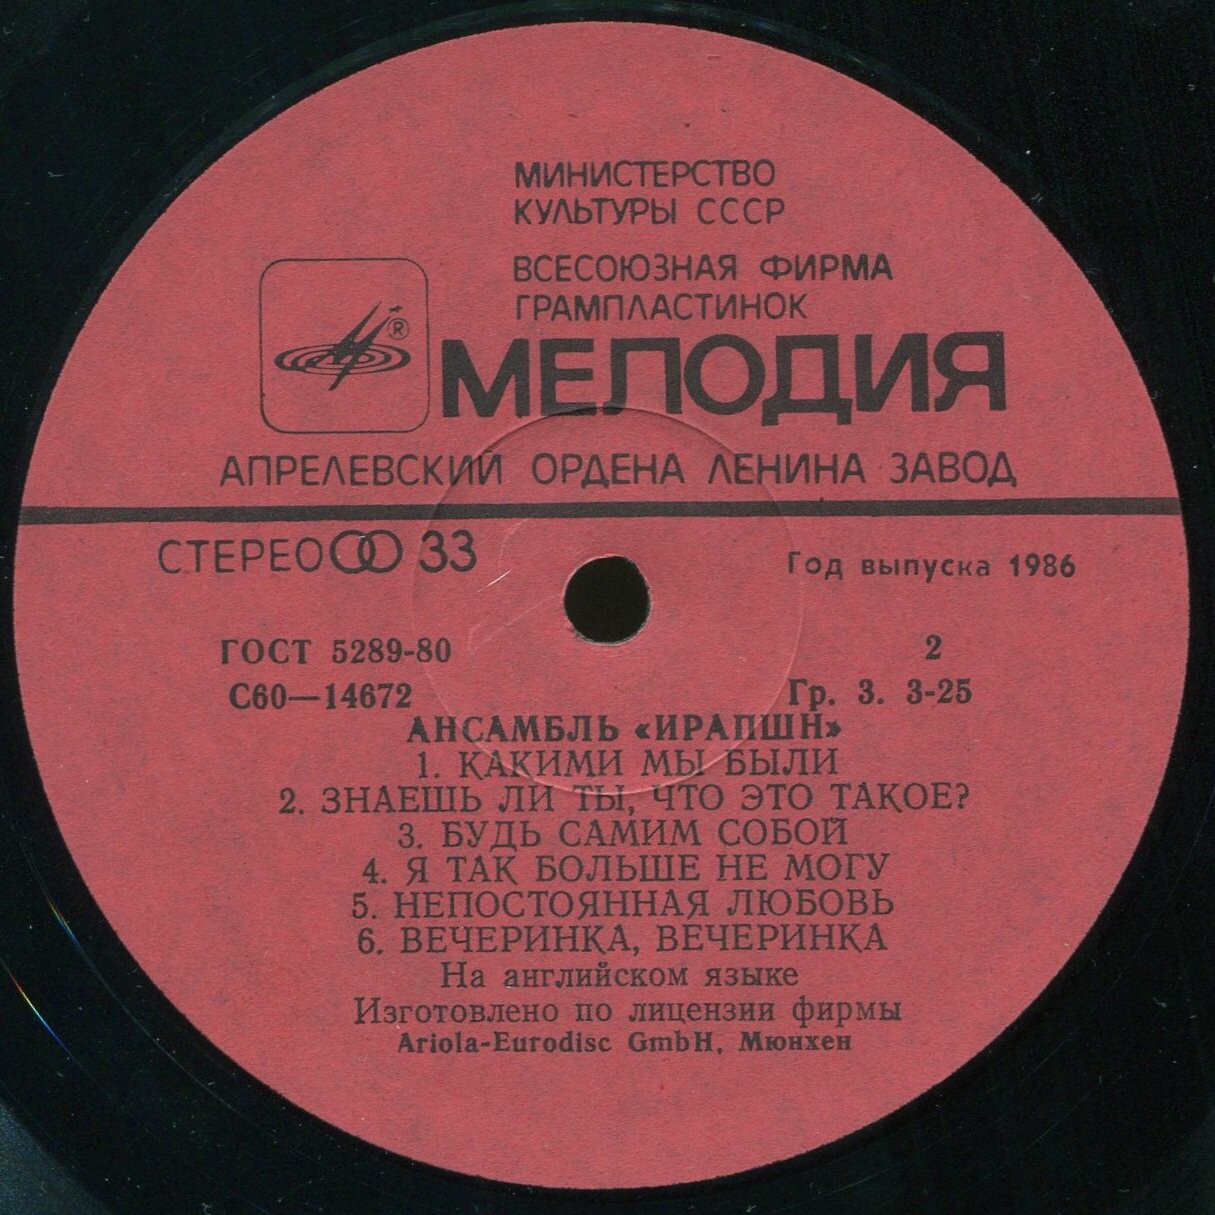 МИНИСТЕРСТВО
КУЛЬТУРЫ СССР
ВСЕСОЮЗНАЯ ФИРМА
ГРАМПЛАСТИНОК
®
МЕЛОДИЯ
АПРЕЛЕВСКИЙ ОРДЕНА ЛЕНИНА ЗАВОД
СТЕРЕО 33
Год выпуска 1986
ГОСТ 5289-80
2
С60—14672
Гр. 3. 3-25
АНСАМБЛЬ «ИРАПШН»
1. КАКИМИ МЫ БЫЛИ
2. ЗНАЕШЬ ЛИ ТЫ, ЧТО ЭТО ТАКОЕ?
3. БУДЬ САМИМ СОБОЙ
4. Я ТАК БОЛЬШЕ НЕ МОГУ
5. НЕПОСТОЯННАЯ ЛЮБОВЬ
6. ВЕЧЕРИНКА, ВЕЧЕРИНКА
На английском языке
Изготовлено по лицензии фирмы
Ariola-Eurodisc GmbH, Мюнхен